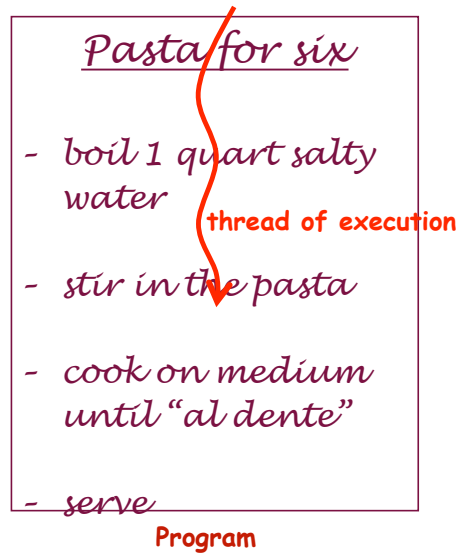 Pasta for six
- boil 1 quart salty
water
thread of execution
- stir in the pasta
- cook on medium
until “al dente”
- serve
Program